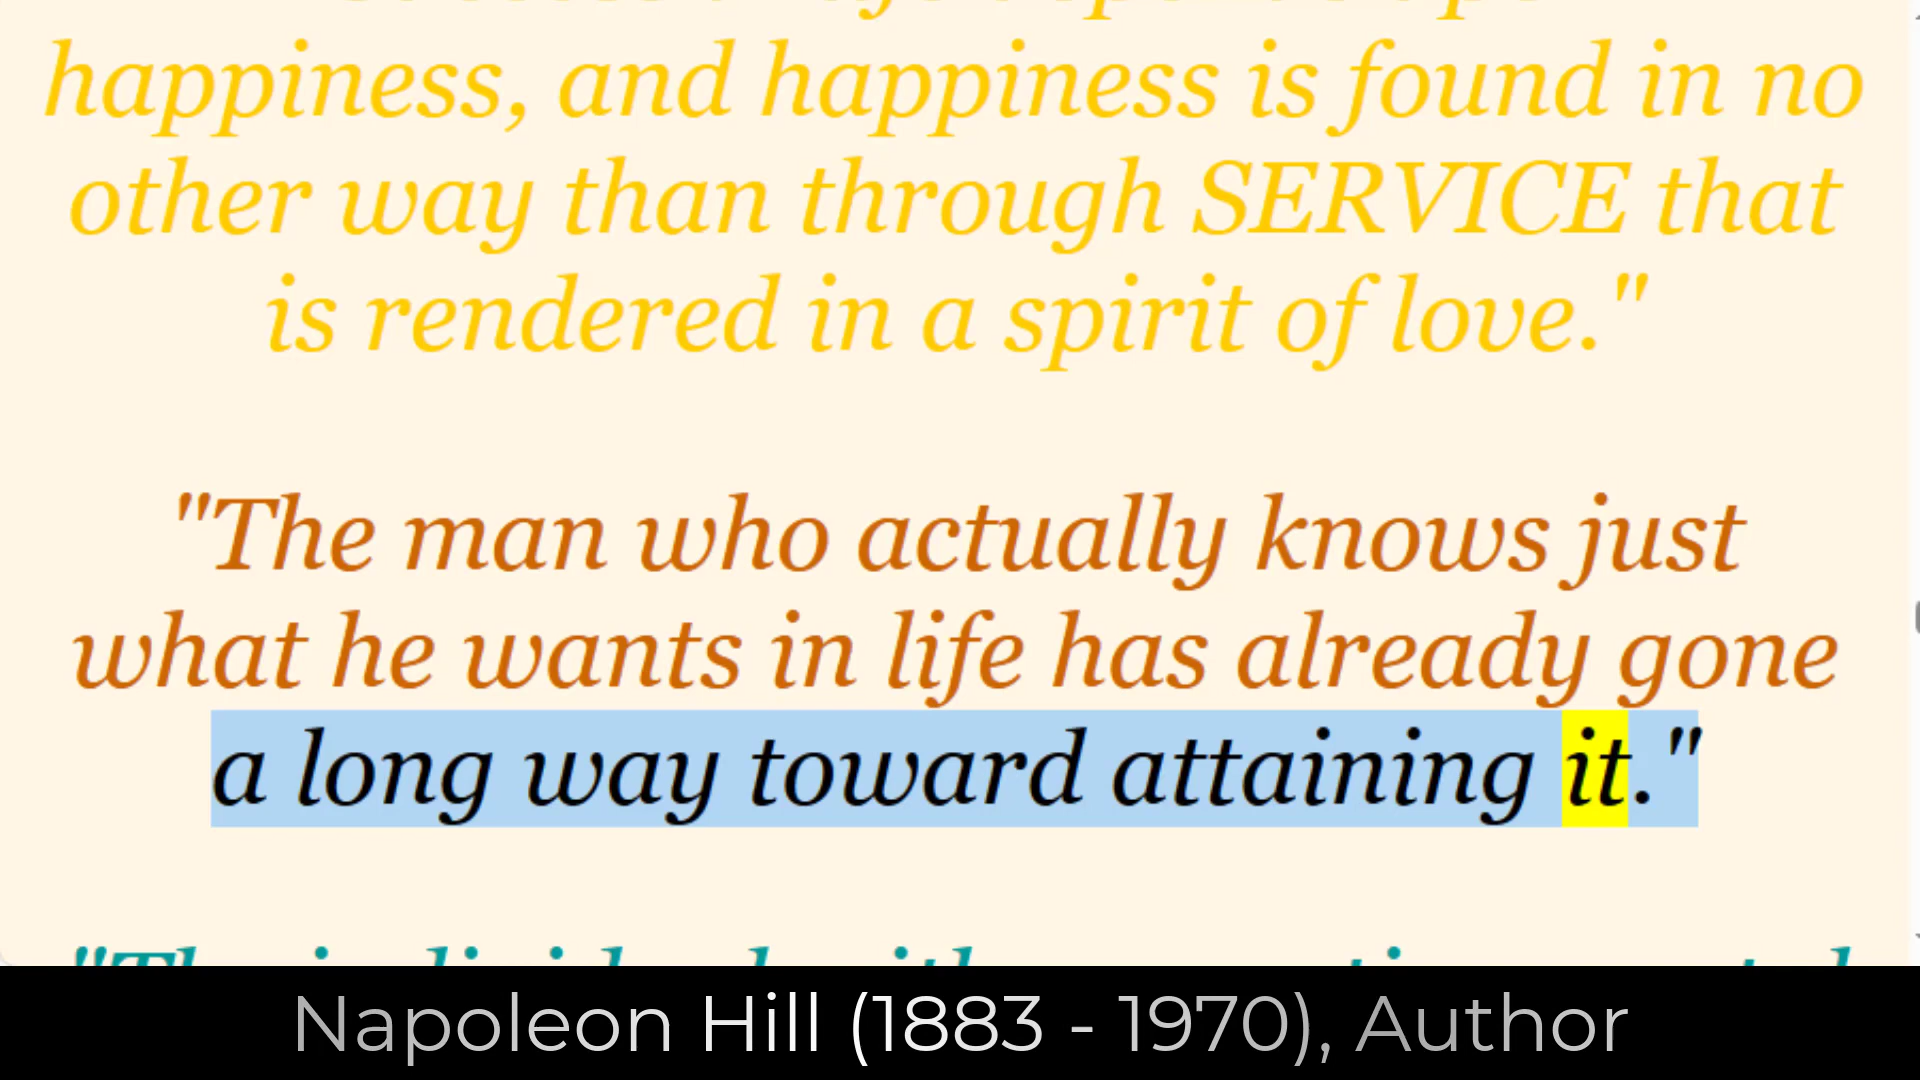 happiness, and happiness is found in no
other way than through SERVICE that
is rendered in a spirit of love."
"The man who actually knows just
what he wants in life has already gone
a long way toward attaining it."
Napoleon Hill (1883 - 1970), Author